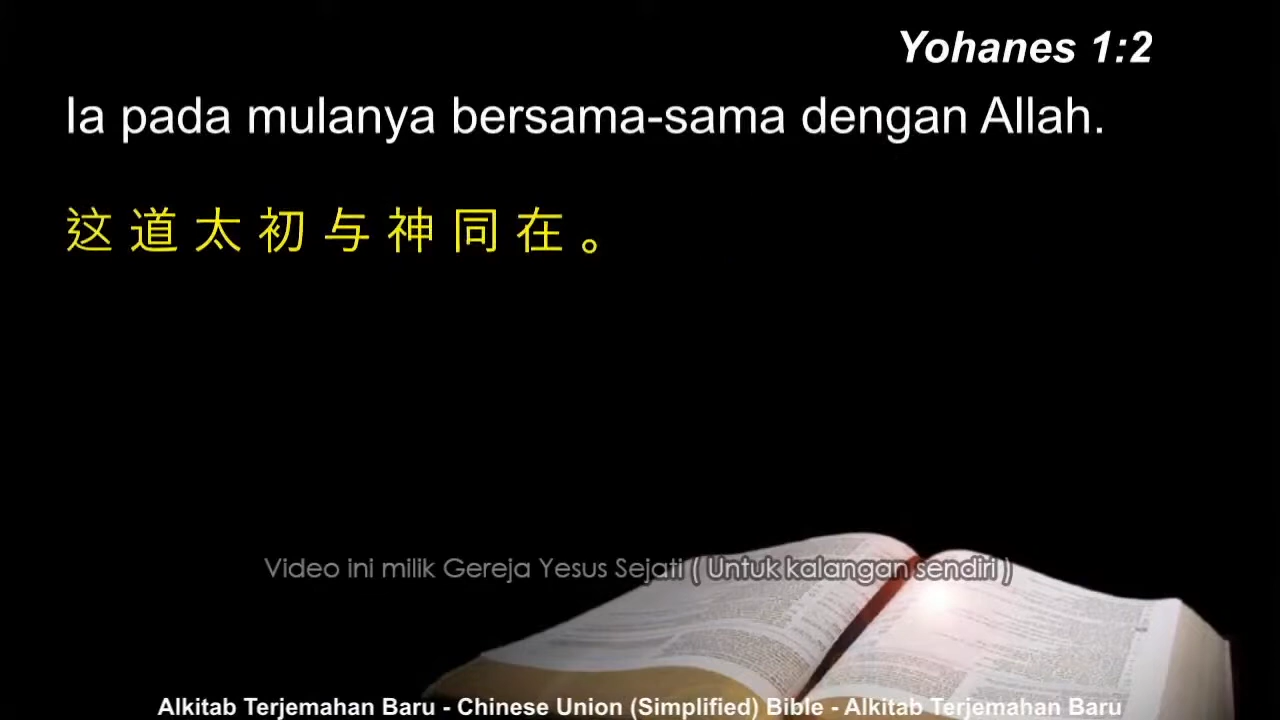 Yohanes 1:2
Ia pada mulanya bersama-sama dengan Allah.
这 道 太 初 与 神 同 在 。
Video ini milik Gereja Yesus Sejati ( Untuk kalangan sendiri )
Alkitab Terjemahan Baru - Chinese Union (Simplified) Bible - Alkitab Terjemahan Baru